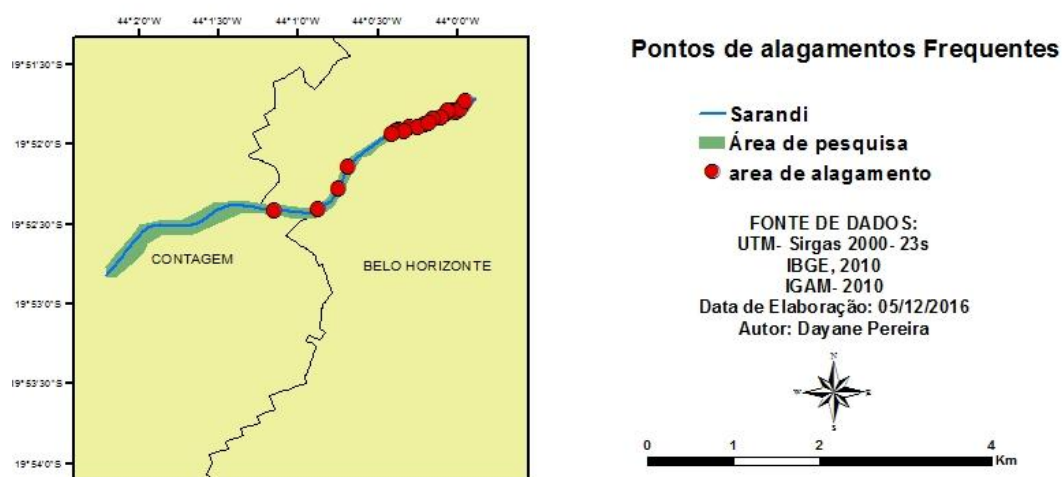 44°2'0"W 44°1'30"W 44°1'0"W 44°0'30"W 44°0'0"W
19°51'30"S
19°52'0"S
19°52'30"S
19°53'0"S
19°53'30"S
19°54'0"S
CONTAGEM
BELO HORIZONTE
Pontos de alagamentos Frequentes
Sarandi
Área de pesquisa
area de alagamento
FONTE DE DADOS:
UTM- Sirgas 2000- 23s
IBGE, 2010
IGAM- 2010
Data de Elaboração: 05/12/2016
Autor: Dayane Pereira
N
W E
S
0 1 2 4
Km